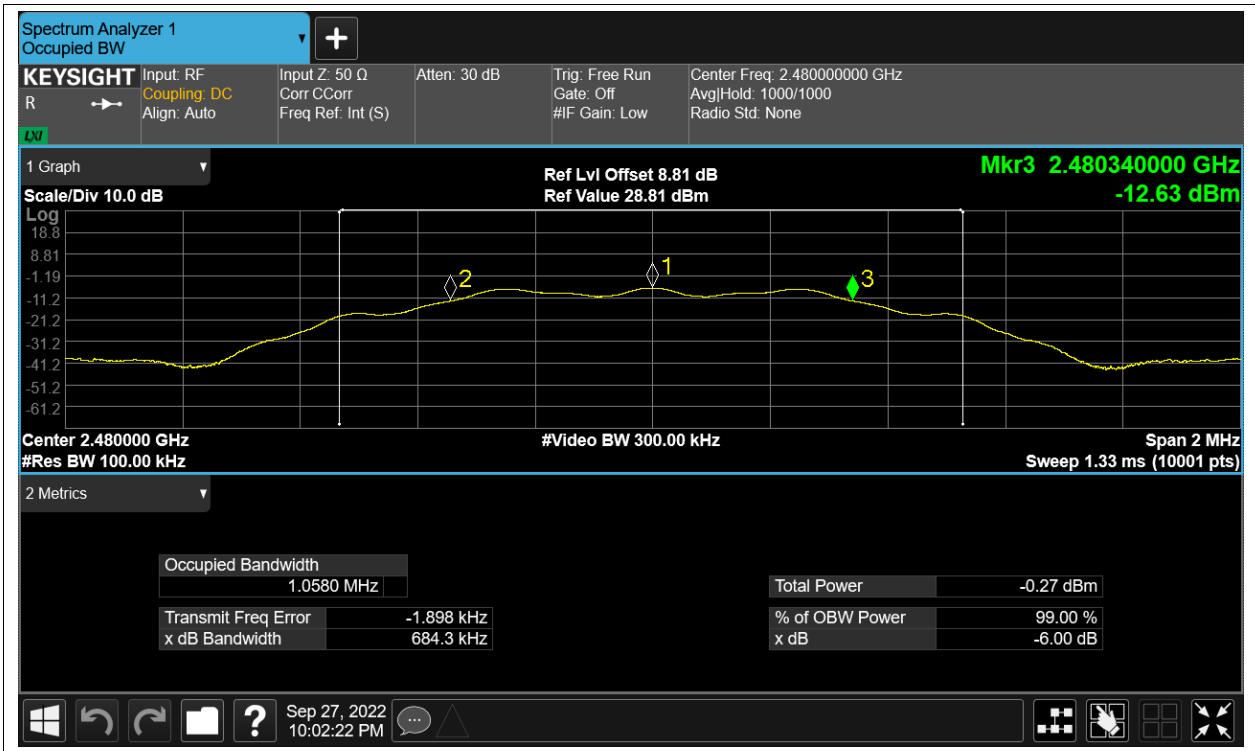 Spectrum Analyzer 1
Occupied BW
KEYSIGHT
R
LXI
Input: RF
Coupling: DC
Align: Auto
Input Z: 50 Ω
Corr CCorr
Freq Ref: Int (S)
Atten: 30 dB
Trig: Free Run
Gate: Off
#IF Gain: Low
Center Freq: 2.480000000 GHz
Avg|Hold: 1000/1000
Radio Std: None
1 Graph
Scale/Div 10.0 dB
Ref Lvl Offset 8.81 dB
Ref Value 28.81 dBm
Mkr3 2.480340000 GHz
-12.63 dBm
Log
18.8
8.81
-1.19
-11.2
-21.2
-31.2
-41.2
-51.2
-61.2
2
1
3
Center 2.480000 GHz
#Res BW 100.00 kHz
#Video BW 300.00 kHz
Span 2 MHz
Sweep 1.33 ms (10001 pts)
2 Metrics
Occupied Bandwidth
1.0580 MHz
Transmit Freq Error -1.898 kHz
x dB Bandwidth 684.3 kHz
Total Power -0.27 dBm
% of OBW Power 99.00 %
x dB -6.00 dB
?
Sep 27, 2022
10:02:22 PM